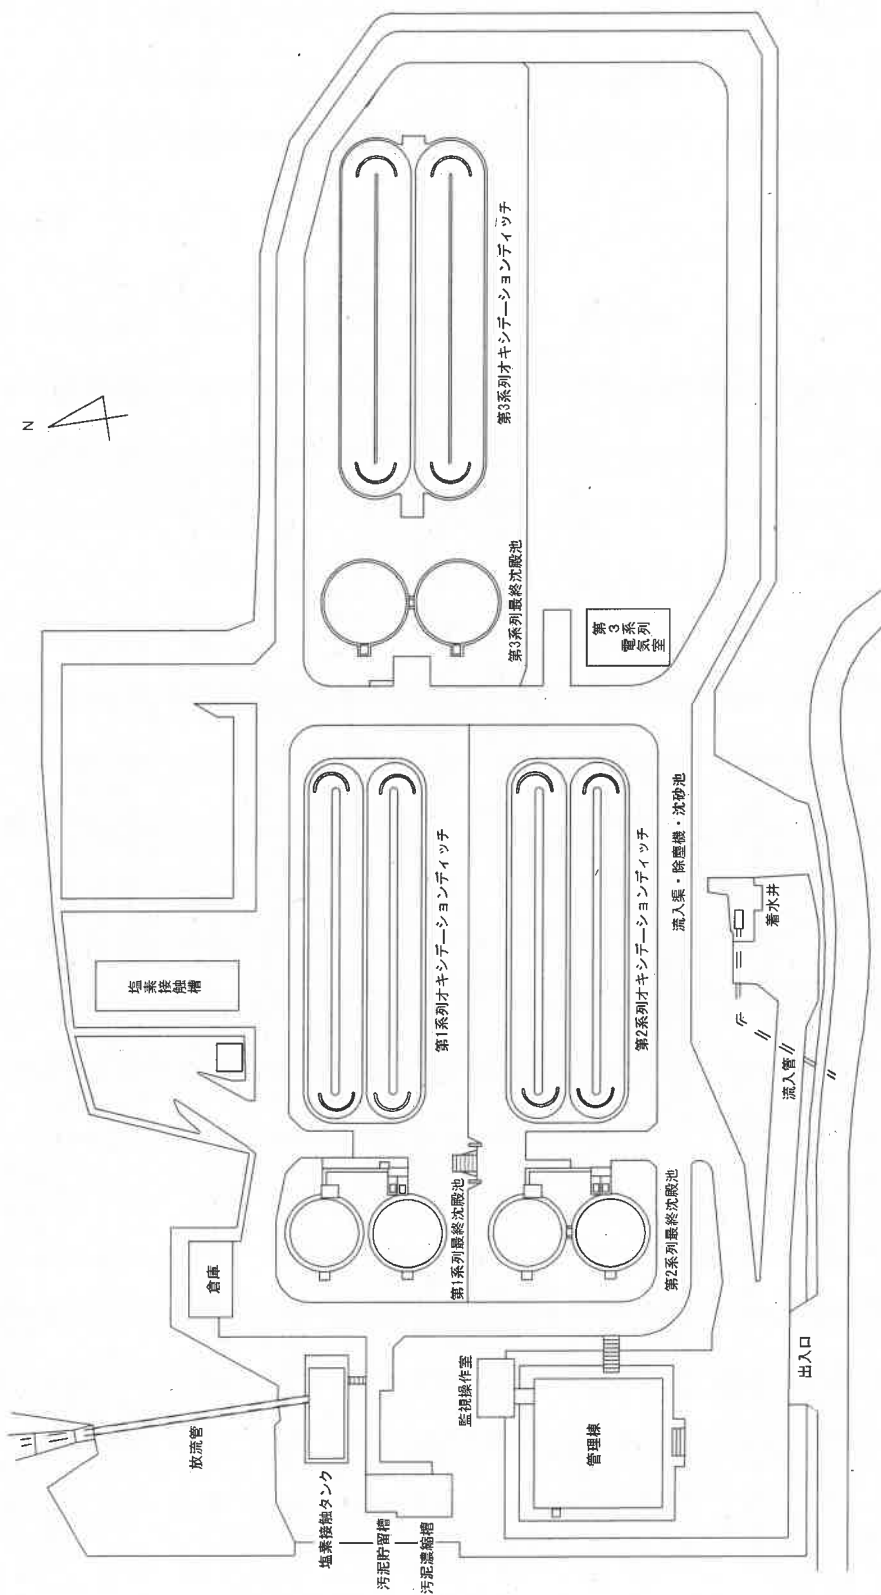 N
第3系列オキシデーションディッチ
第3系列最終沈殿池
第3系列
電気室
流入渠・除塵機・沈砂池
着水井
流入管
塩素接触槽
第1系列オキシデーションディッチ
第2系列オキシデーションディッチ
第1系列最終沈殿池
第2系列最終沈殿池
倉庫
放流管
塩素接触タンク
汚泥貯留槽
汚泥濃縮槽
監視操作室
管理棟
出入口